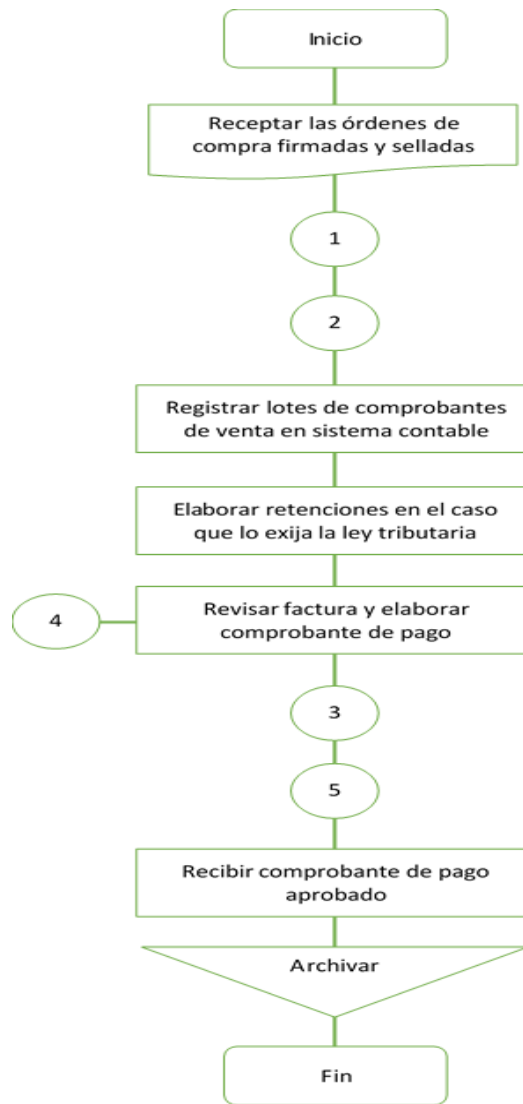 Inicio
Receptar las órdenes de
compra firmadas y selladas
1
2
Registrar lotes de comprobantes
de venta en sistema contable
Elaborar retenciones en el caso
que lo exija la ley tributaria
4
Revisar factura y elaborar
comprobante de pago
3
5
Recibir comprobante de pago
aprobado
Archivar
Fin